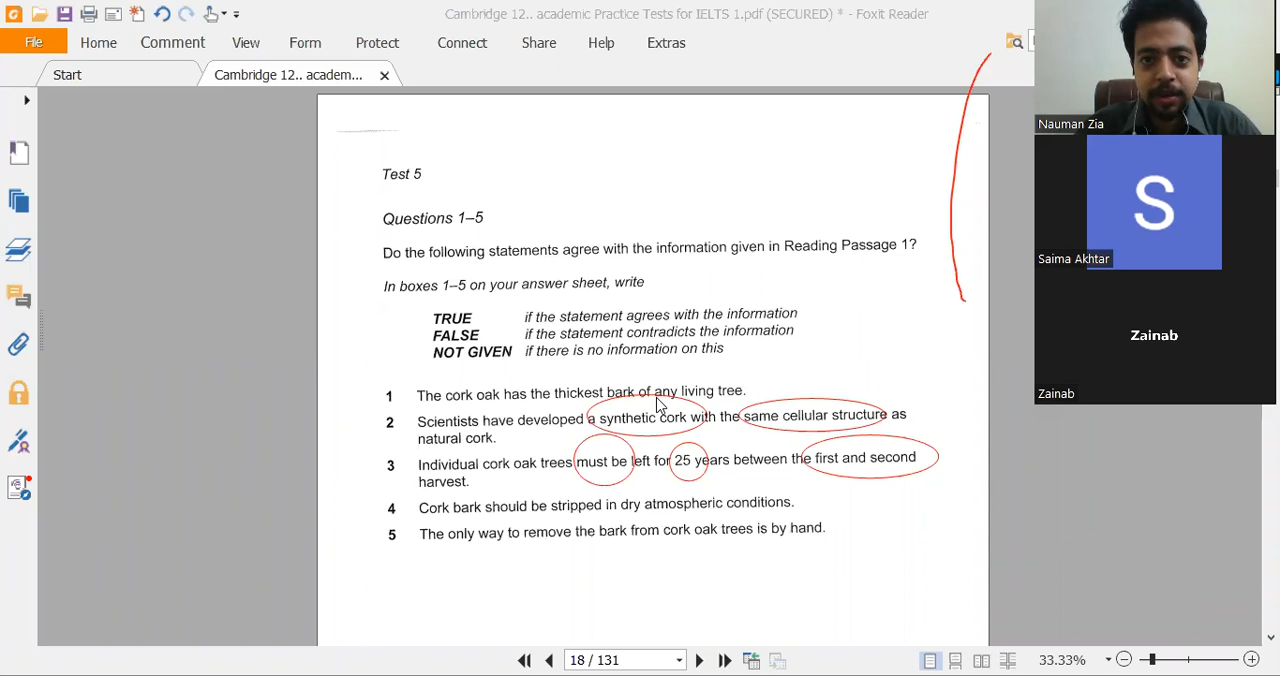 Cambridge 12.. academic Practice Tests for IELTS 1.pdf (SECURED) * - Foxit Reader
File Home Comment View Form Protect Connect Share Help Extras
Start Cambridge 12.. academ...
Nauman Zia
Test 5
S
Questions 1–5
Do the following statements agree with the information given in Reading Passage 1?
Saima Akhtar
In boxes 1–5 on your answer sheet, write
TRUE if the statement agrees with the information
FALSE if the statement contradicts the information
Zainab
NOT GIVEN if there is no information on this
1 The cork oak has the thickest bark of any living tree.
Zainab
2 Scientists have developed a synthetic cork with the same cellular structure as
natural cork.
3 Individual cork oak trees must be left for 25 years between the first and second
harvest.
4 Cork bark should be stripped in dry atmospheric conditions.
5 The only way to remove the bark from cork oak trees is by hand.
18 / 131 33.33%